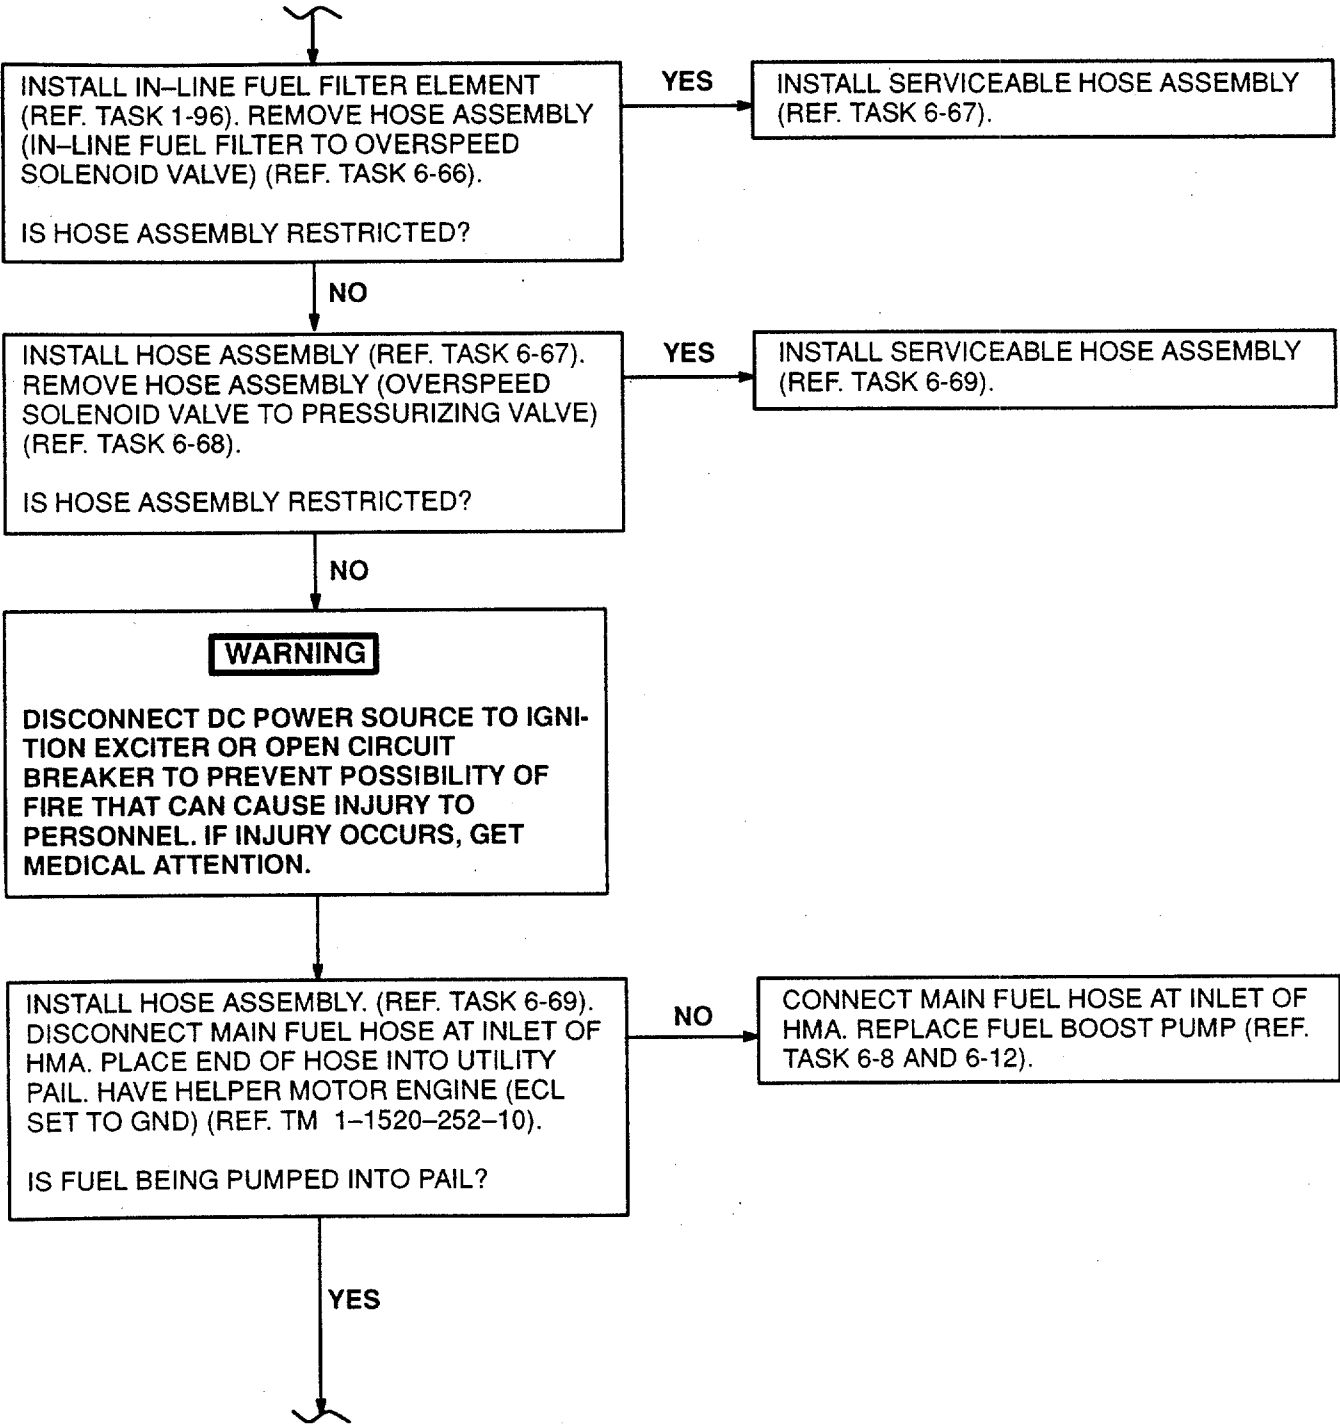 INSTALL IN–LINE FUEL FILTER ELEMENT
(REF. TASK 1-96). REMOVE HOSE ASSEMBLY
(IN–LINE FUEL FILTER TO OVERSPEED
SOLENOID VALVE) (REF. TASK 6-66).
IS HOSE ASSEMBLY RESTRICTED?
YES
INSTALL SERVICEABLE HOSE ASSEMBLY
(REF. TASK 6-67).
NO
INSTALL HOSE ASSEMBLY (REF. TASK 6-67).
REMOVE HOSE ASSEMBLY (OVERSPEED
SOLENOID VALVE TO PRESSURIZING VALVE)
(REF. TASK 6-68).
IS HOSE ASSEMBLY RESTRICTED?
YES
INSTALL SERVICEABLE HOSE ASSEMBLY
(REF. TASK 6-69).
NO
WARNING
DISCONNECT DC POWER SOURCE TO IGNI-
TION EXCITER OR OPEN CIRCUIT
BREAKER TO PREVENT POSSIBILITY OF
FIRE THAT CAN CAUSE INJURY TO
PERSONNEL. IF INJURY OCCURS, GET
MEDICAL ATTENTION.
INSTALL HOSE ASSEMBLY. (REF. TASK 6-69).
DISCONNECT MAIN FUEL HOSE AT INLET OF
HMA. PLACE END OF HOSE INTO UTILITY
PAIL. HAVE HELPER MOTOR ENGINE (ECL
SET TO GND) (REF. TM 1–1520–252–10).
IS FUEL BEING PUMPED INTO PAIL?
NO
CONNECT MAIN FUEL HOSE AT INLET OF
HMA. REPLACE FUEL BOOST PUMP (REF.
TASK 6-8 AND 6-12).
YES